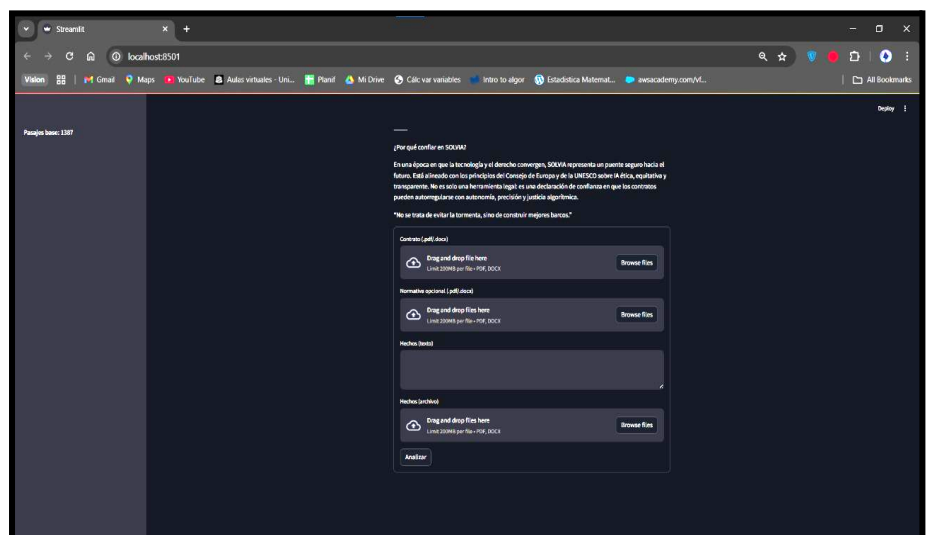 Streamlit
localhost:8501
Vision
Gmail
Maps
YouTube
Aulas virtuales - Uni...
Planif
Mi Drive
Cálc var variables
Intro to algor
Estadistica Matemat...
awsacademy.com/vf...
All Bookmarks
Deploy
Pasajes base: 1387
¿Por qué confiar en SOLVIA?
En una época en que la tecnología y el derecho convergen, SOLVIA representa un puente seguro hacia el
futuro. Está alineado con los principios del Consejo de Europa y de la UNESCO sobre IA ética, equitativa y
transparente. No es solo una herramienta legal: es una declaración de confianza en que los contratos
pueden autorregularse con autonomía, precisión y justicia algorítmica.
"No se trata de evitar la tormenta, sino de construir mejores barcos."
Contrato (.pdf/.docx)
Drag and drop file here
Limit 200MB per file • PDF, DOCX
Browse files
Normativa opcional (.pdf/.docx)
Drag and drop files here
Limit 200MB per file • PDF, DOCX
Browse files
Hechos (texto)
Hechos (archivo)
Drag and drop files here
Limit 200MB per file • PDF, DOCX
Browse files
Analizar